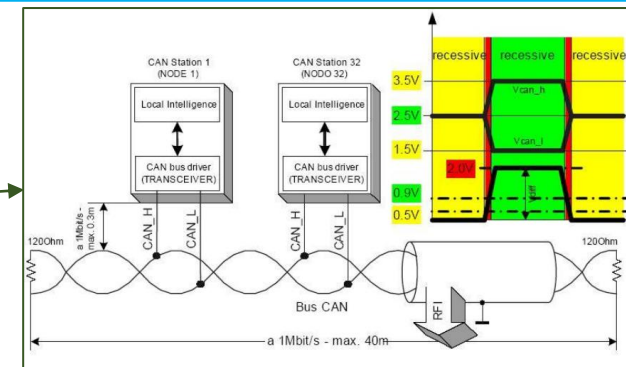 CAN Station 1
(NODE 1)
Local Intelligence
CAN bus driver
(TRANSCEIVER)
CAN Station 32
(NODO 32)
Local Intelligence
CAN bus driver
(TRANSCEIVER)
recessive
recessive
recessive
3.5V
2.5V
1.5V
2.0V
0.9V
0.5V
Vcan_h
Vcan_l
Vdiff
a 1Mbit/s -
max. 0.3m
CAN_H
CAN_L
CAN_H
CAN_L
120Ohm
120Ohm
Bus CAN
RFI
a 1Mbit/s - max. 40m